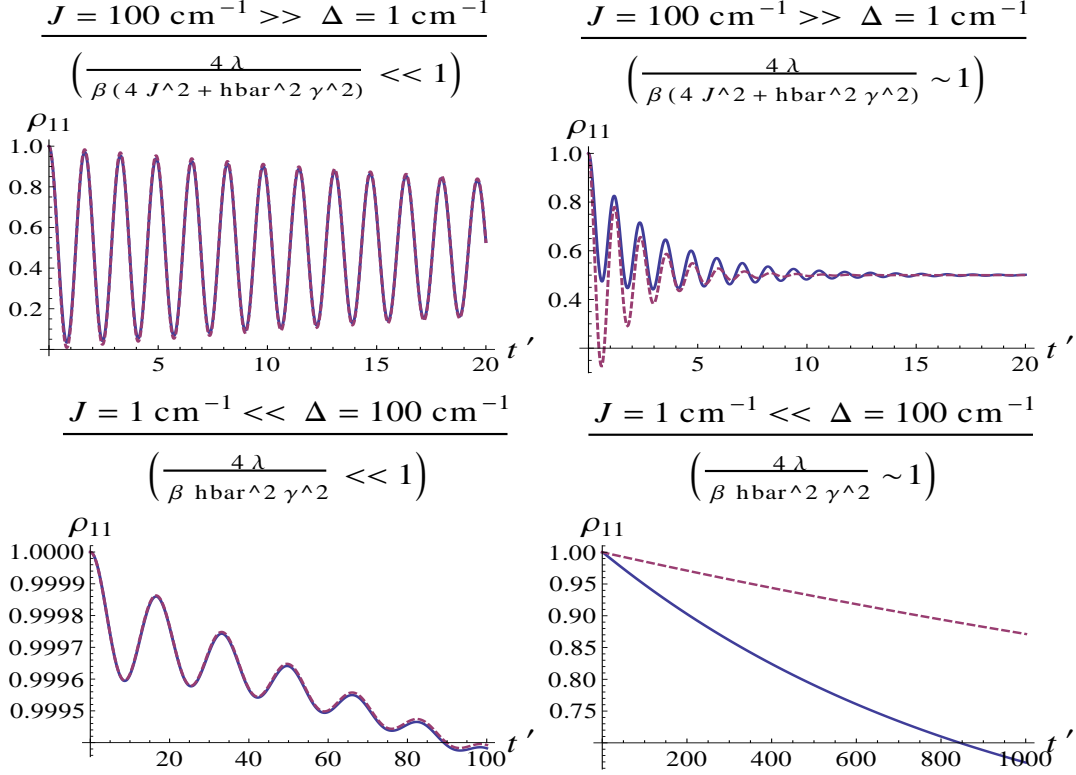 J = 100 cm⁻¹ >> Δ = 1 cm⁻¹
( 4 λ / β (4 J^2 + hbar^2 γ^2) << 1 )
ρ₁₁
1.0
0.8
0.6
0.4
0.2
5 10 15 20 t ′
J = 100 cm⁻¹ >> Δ = 1 cm⁻¹
( 4 λ / β (4 J^2 + hbar^2 γ^2) ~ 1 )
ρ₁₁
1.0
0.8
0.6
0.4
5 10 15 20 t ′
J = 1 cm⁻¹ << Δ = 100 cm⁻¹
( 4 λ / β hbar^2 γ^2 << 1 )
ρ₁₁
1.0000
0.9999
0.9998
0.9997
0.9996
0.9995
20 40 60 80 100 t ′
J = 1 cm⁻¹ << Δ = 100 cm⁻¹
( 4 λ / β hbar^2 γ^2 ~ 1 )
ρ₁₁
1.00
0.95
0.90
0.85
0.80
0.75
200 400 600 800 1000 t ′